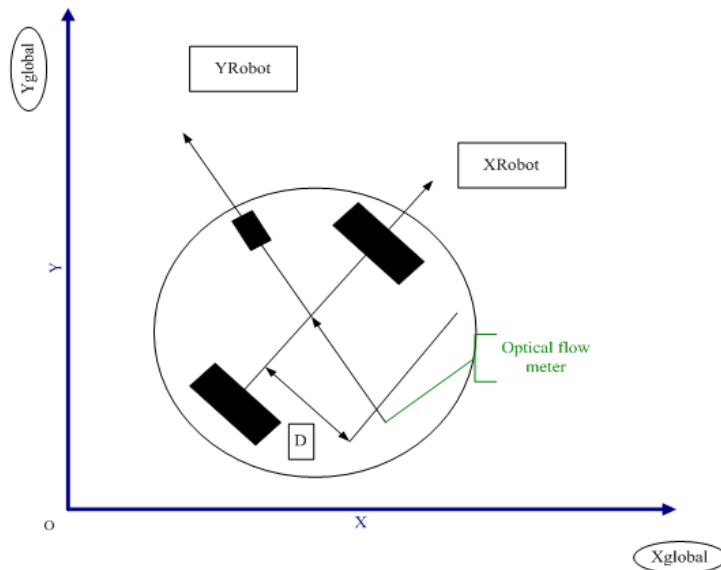 Yglobal
YRobot
XRobot
Y
Optical flow
meter
D
O
X
Xglobal